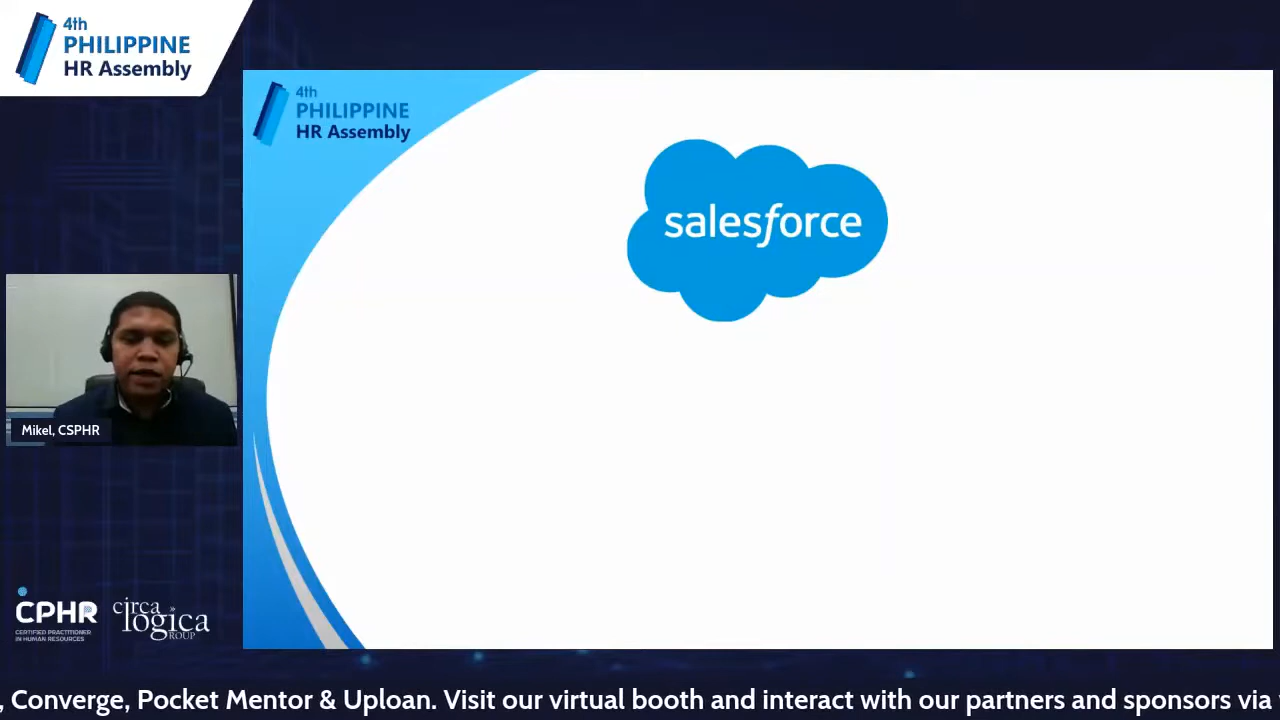 4th
PHILIPPINE
HR Assembly
4th
PHILIPPINE
HR Assembly
salesforce
Mikel, CSPHR
CPHR
CERTIFIED PRACTITIONER
IN HUMAN RESOURCES
circa
logica
GROUP
, Converge, Pocket Mentor & Uploan. Visit our virtual booth and interact with our partners and sponsors via